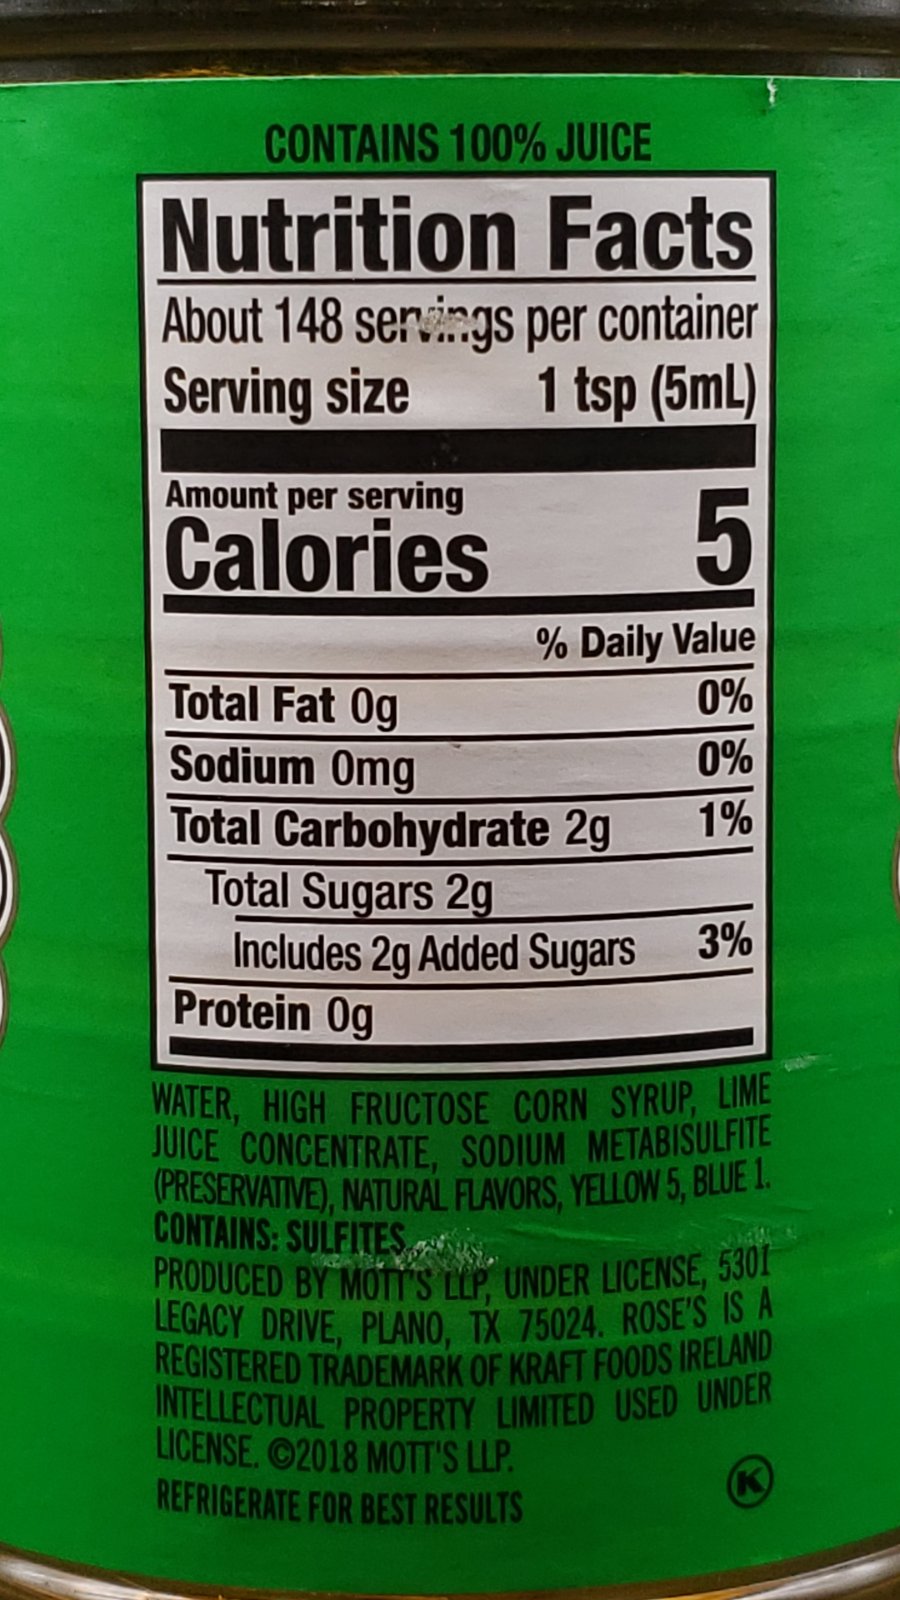 CONTAINS 100% JUICE
Nutrition Facts
About 148 servings per container
Serving size 1 tsp (5mL)
Amount per serving
Calories 5
% Daily Value
Total Fat 0g 0%
Sodium 0mg 0%
Total Carbohydrate 2g 1%
Total Sugars 2g
Includes 2g Added Sugars 3%
Protein 0g
WATER, HIGH FRUCTOSE CORN SYRUP, LIME
JUICE CONCENTRATE, SODIUM METABISULFITE
(PRESERVATIVE), NATURAL FLAVORS, YELLOW 5, BLUE 1.
CONTAINS: SULFITES
PRODUCED BY MOTT'S LLP, UNDER LICENSE, 5301
LEGACY DRIVE, PLANO, TX 75024. ROSE'S IS A
REGISTERED TRADEMARK OF KRAFT FOODS IRELAND
INTELLECTUAL PROPERTY LIMITED USED UNDER
LICENSE. ©2018 MOTT'S LLP.
REFRIGERATE FOR BEST RESULTS
K